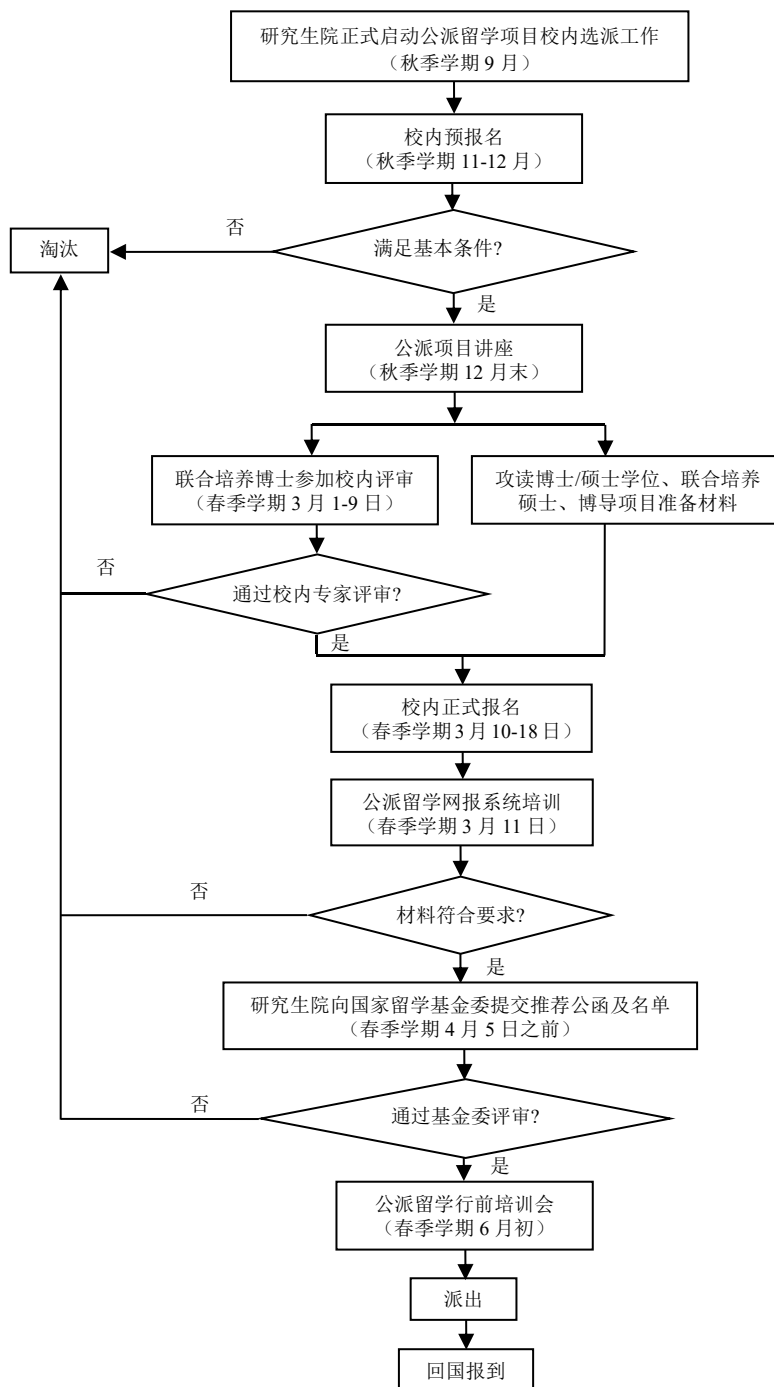 研究生院正式启动公派留学项目校内选派工作
（秋季学期 9 月）
校内预报名
（秋季学期 11-12 月）
否
淘汰
满足基本条件?
是
公派项目讲座
（秋季学期 12 月末）
联合培养博士参加校内评审
（春季学期 3 月 1-9 日）
攻读博士/硕士学位、联合培养
硕士、博导项目准备材料
否
通过校内专家评审?
是
校内正式报名
（春季学期 3 月 10-18 日）
公派留学网报系统培训
（春季学期 3 月 11 日）
否
材料符合要求?
是
研究生院向国家留学基金委提交推荐公函及名单
（春季学期 4 月 5 日之前）
否
通过基金委评审?
是
公派留学行前培训会
（春季学期 6 月初）
派出
回国报到